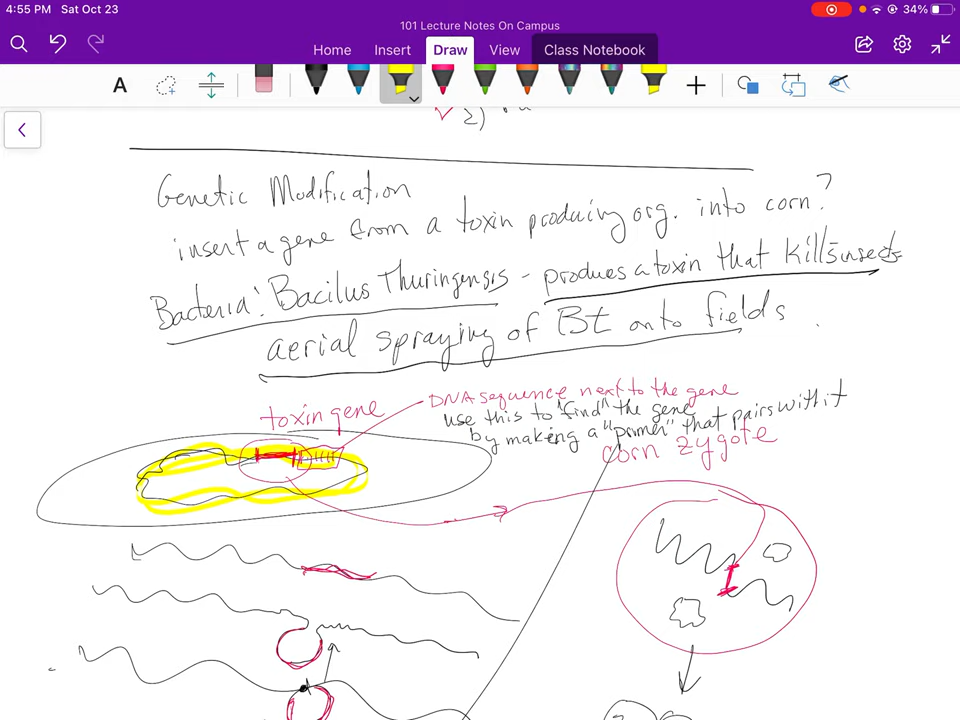 4:55 PM Sat Oct 23
34%
101 Lecture Notes On Campus
Home Insert Draw View Class Notebook
A
2)
Genetic Modification
insert a gene from a toxin producing org. into corn?
Bacteria: Bacilus Thuringensis - produces a toxin that kills insects
aerial spraying of Bt onto fields
DNA sequence next to the gene
toxin gene
use this to "find" the gene
by making a "primer" that pairs with it
corn zygote